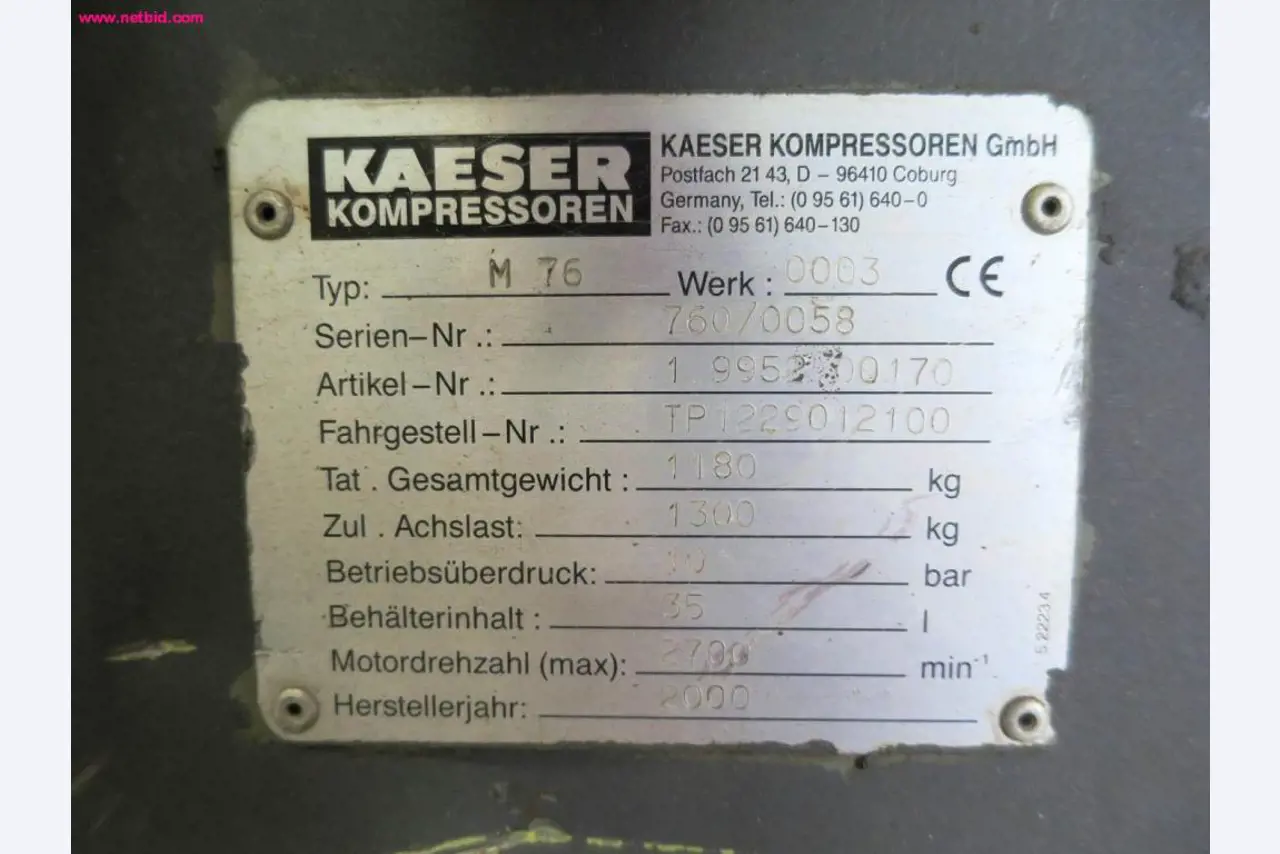 www.netbid.com
KAESER
KOMPRESSOREN
KAESER KOMPRESSOREN GmbH
Postfach 21 43, D – 96410 Coburg
Germany, Tel.: (0 95 61) 640–0
Fax.: (0 95 61) 640–130
Typ: M 76 Werk : 0003 CE
Serien–Nr .: 760/0058
Artikel–Nr .: 1
Fahrgestell–Nr .: TP1229012100
Tat . Gesamtgewicht : 1180 kg
Zul . Achslast: 1300 kg
Betriebsüberdruck: 10 bar
Behälterinhalt : 35 l
Motordrehzahl (max): 2700 min⁻¹
Herstellerjahr: 2000
5 2223 4